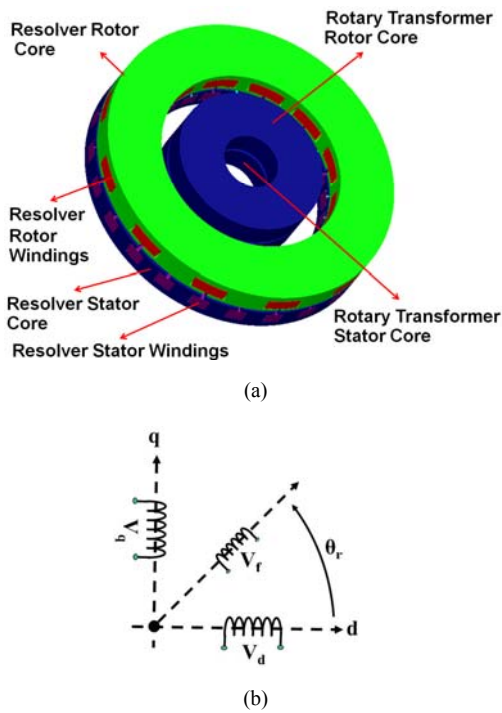 Resolver Rotor
Core
Rotary Transformer
Rotor Core
Resolver
Rotor
Windings
Resolver Stator
Core
Resolver Stator Windings
Rotary Transformer
Stator Core
(a)
q
Vq
Vf
θr
d
Vd
(b)